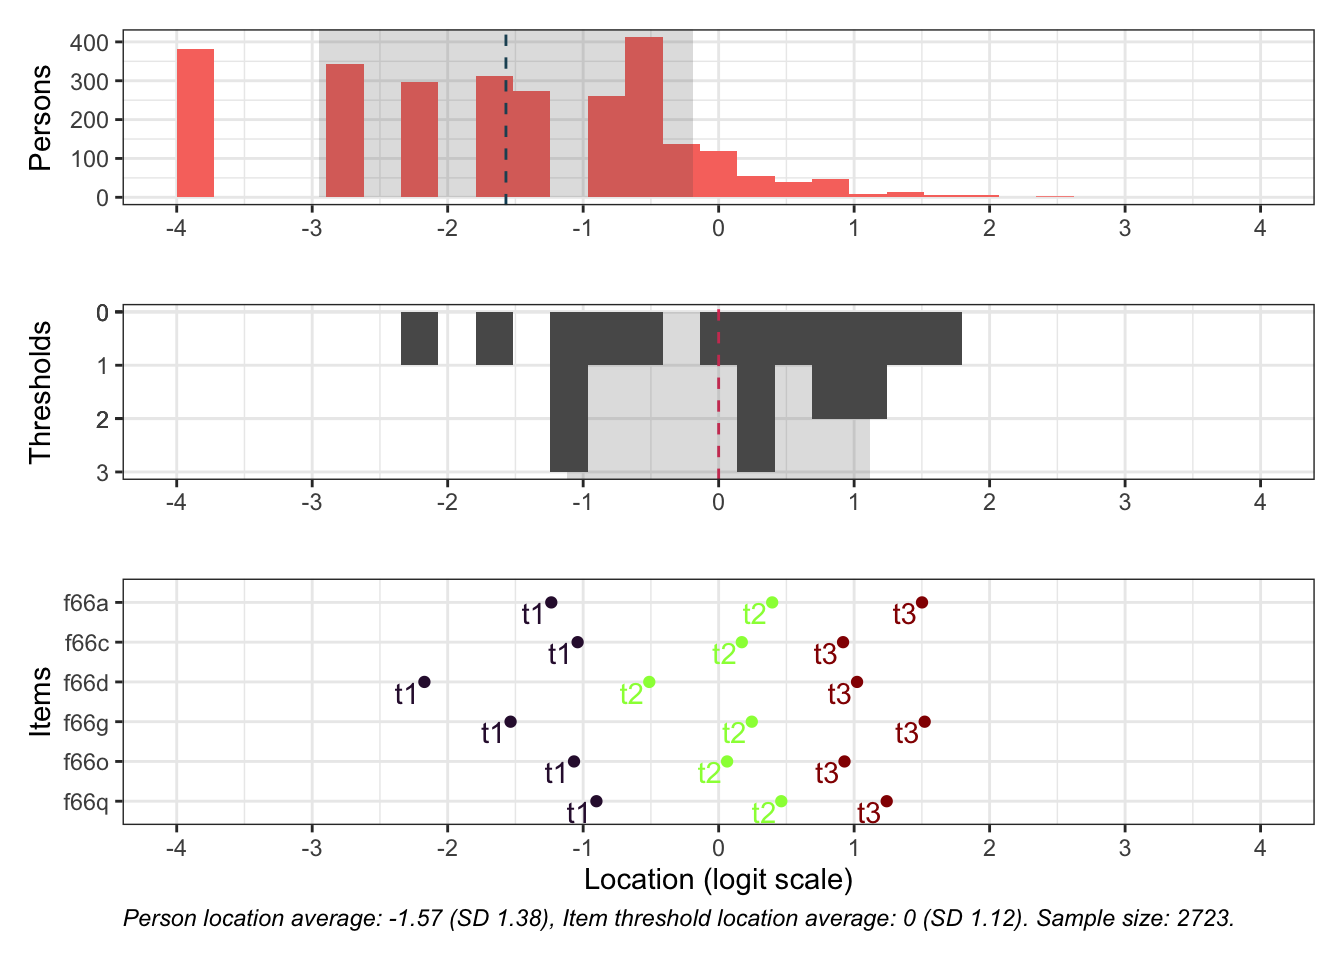 Persons
400
300
200
100
0
-4 -3 -2 -1 0 1 2 3 4
Thresholds
0
1
2
3
-4 -3 -2 -1 0 1 2 3 4
Items
f66a t1 t2 t3
f66c t1 t2 t3
f66d t1 t2 t3
f66g t1 t2 t3
f66o t1 t2 t3
f66q t1 t2 t3
-4 -3 -2 -1 0 1 2 3 4
Location (logit scale)
Person location average: -1.57 (SD 1.38), Item threshold location average: 0 (SD 1.12). Sample size: 2723.